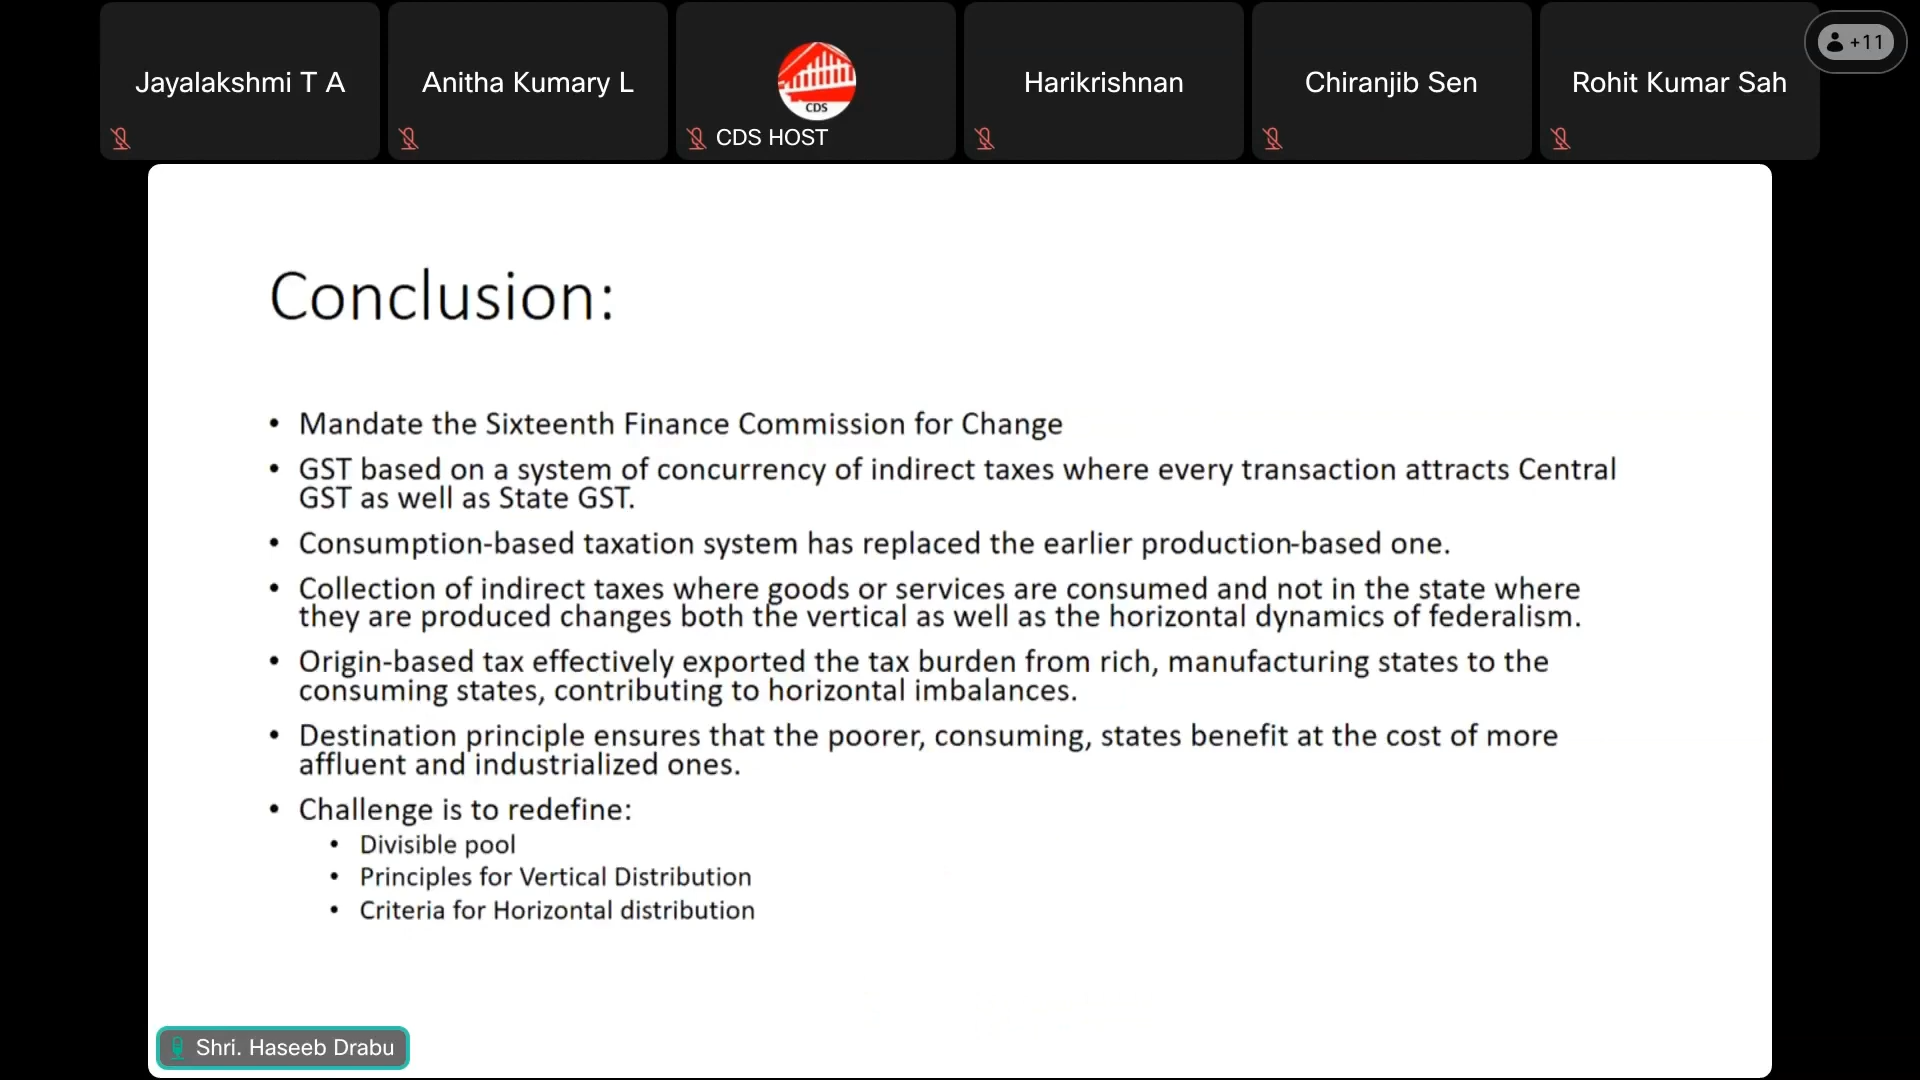 Jayalakshmi T A
Anitha Kumary L
CDS
CDS HOST
Harikrishnan
Chiranjib Sen
Rohit Kumar Sah
+11
Conclusion:
• Mandate the Sixteenth Finance Commission for Change
• GST based on a system of concurrency of indirect taxes where every transaction attracts Central
GST as well as State GST.
• Consumption-based taxation system has replaced the earlier production-based one.
• Collection of indirect taxes where goods or services are consumed and not in the state where
they are produced changes both the vertical as well as the horizontal dynamics of federalism.
• Origin-based tax effectively exported the tax burden from rich, manufacturing states to the
consuming states, contributing to horizontal imbalances.
• Destination principle ensures that the poorer, consuming, states benefit at the cost of more
affluent and industrialized ones.
• Challenge is to redefine:
• Divisible pool
• Principles for Vertical Distribution
• Criteria for Horizontal distribution
Shri. Haseeb Drabu